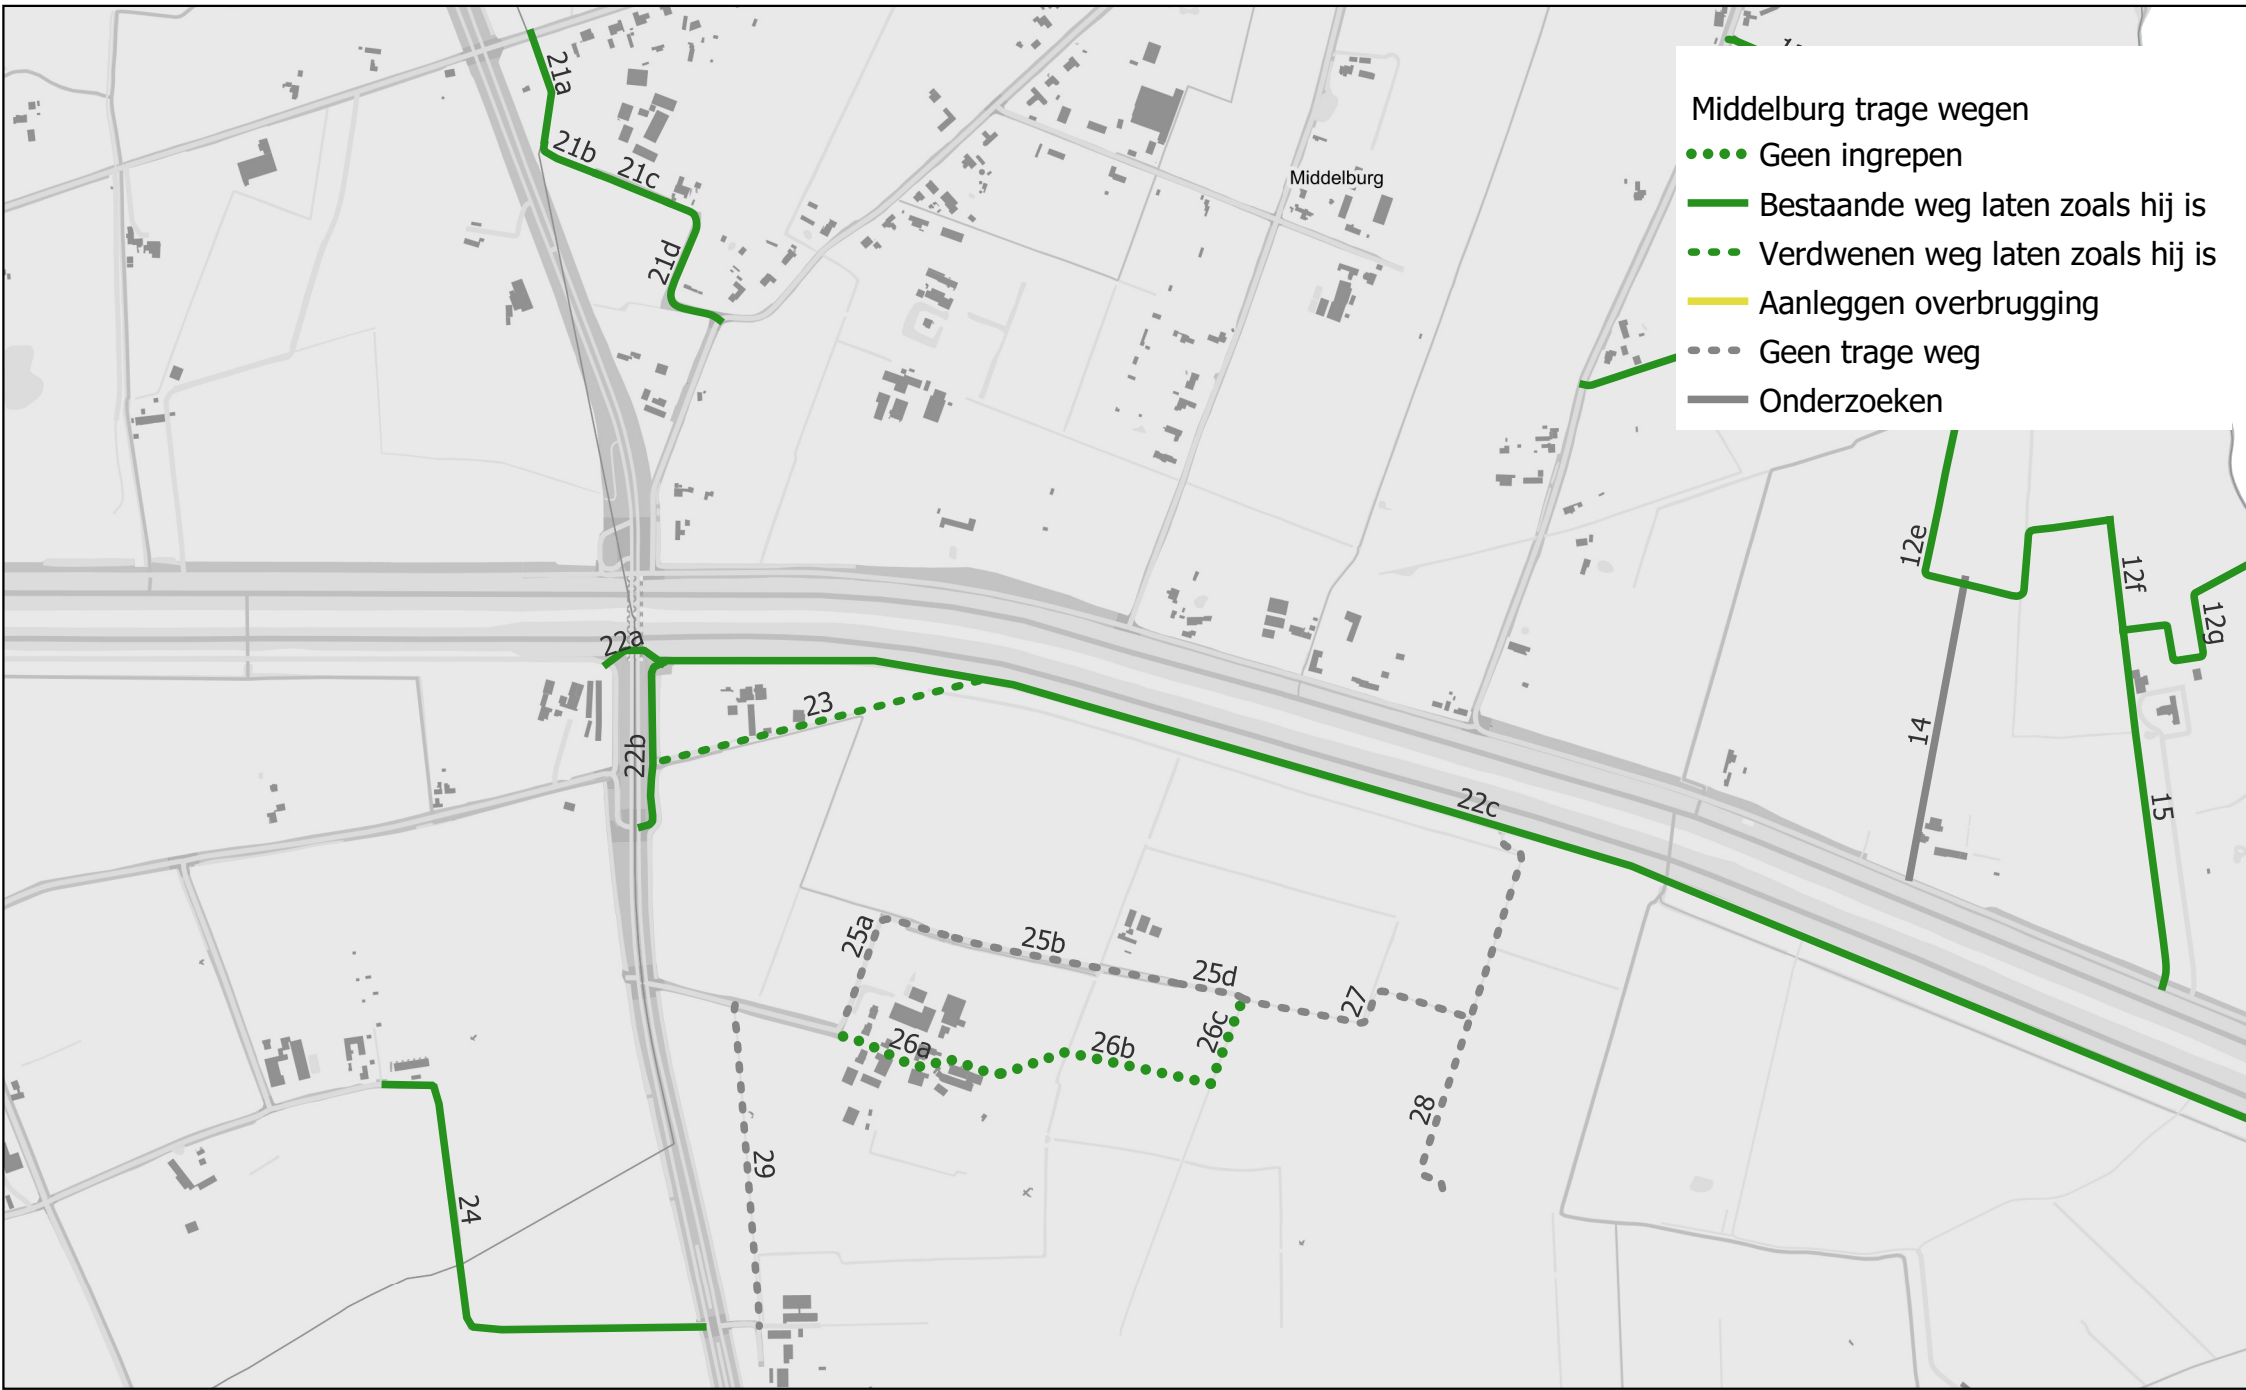 21a
21b
21c
21d
Middelburg
Middelburg trage wegen
Geen ingrepen
Bestaande weg laten zoals hij is
Verdwenen weg laten zoals hij is
Aanleggen overbrugging
Geen trage weg
Onderzoeken
12e
12f
12g
22a
22b
23
22c
14
15
25a
25b
25d
26a
26b
26c
27
28
29
24